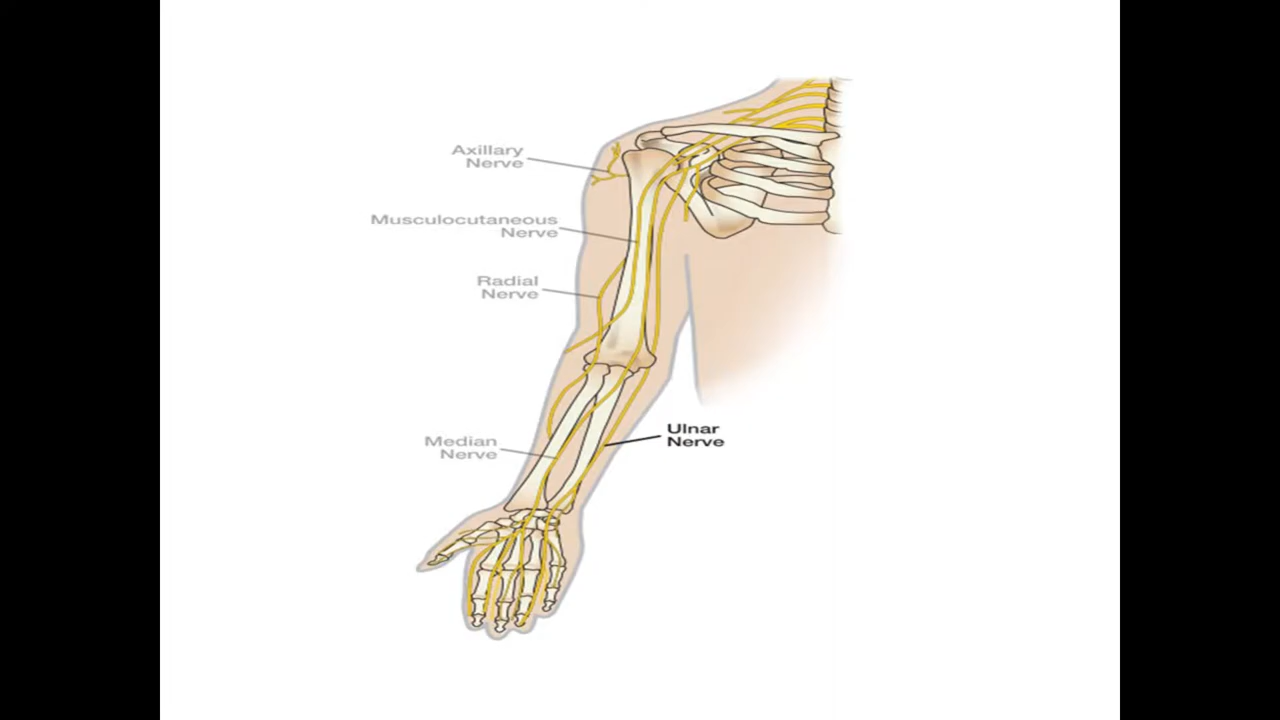 Axillary
Nerve
Musculocutaneous
Nerve
Radial
Nerve
Ulnar
Nerve
Median
Nerve